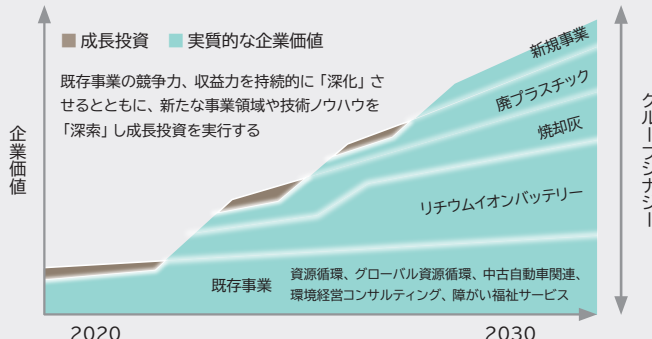 成長投資
実質的な企業価値
既存事業の競争力、収益力を持続的に「深化」さ
せるとともに、新たな事業領域や技術ノウハウを
「深索」し成長投資を実行する
企業価値
新規事業
廃プラスチック
焼却灰
リチウムイオンバッテリー
既存事業
資源循環、グローバル資源循環、中古自動車関連、
環境経営コンサルティング、障がい福祉サービス
グループシナジー
2020
2030